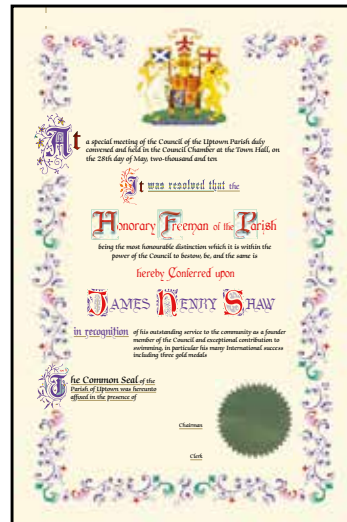 At a special meeting of the Council of the Uptown Parish duly
convened and held in the Council Chamber at the Town Hall, on
the 28th day of May, two-thousand and ten
It was resolved that the
Honorary Freeman of the Parish
being the most honourable distinction which it is within the
power of the Council to bestow, be, and the same is
hereby Conferred upon
James Henry Shaw
in recognition of his outstanding service to the community as a founder
member of the Council and exceptional contribution to
swimming, in particular his many International success
including three gold medals
The Common Seal of the
Parish of Uptown was hereunto
affixed in the presence of
Chairman
Clerk